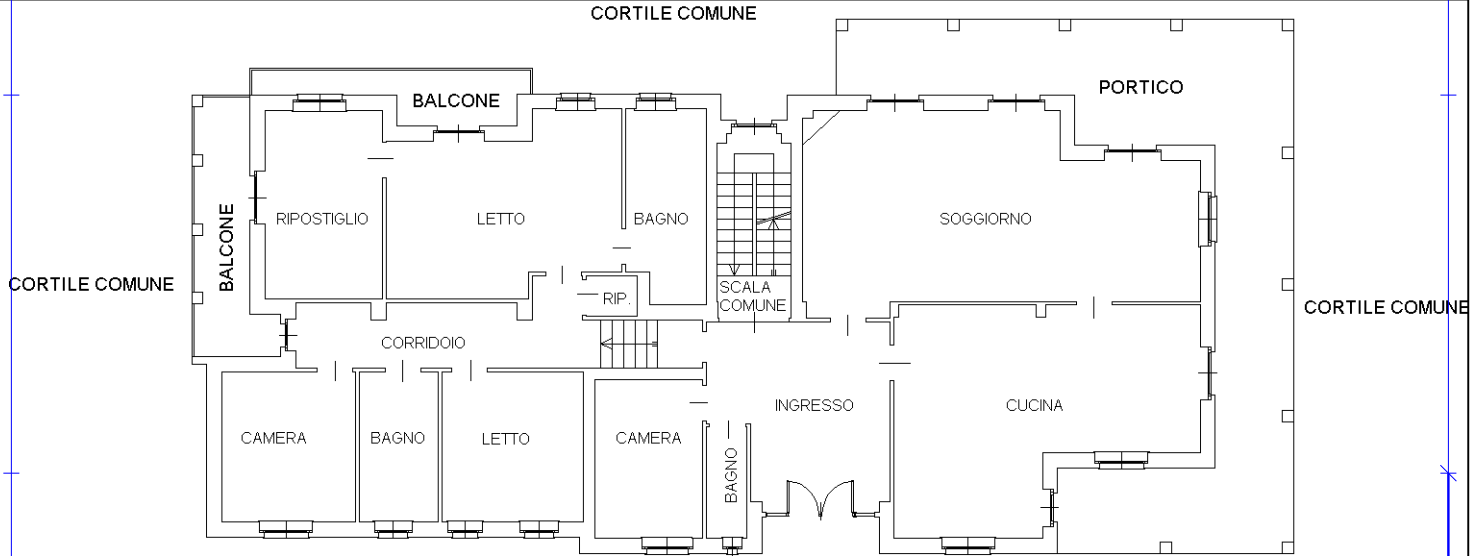 CORTILE COMUNE
PORTICO
BALCONE
RIPOSTIGLIO
LETTO
BAGNO
SOGGIORNO
BALCONE
CORTILE COMUNE
RIP.
SCALA
COMUNE
CORTILE COMUNE
CORRIDOIO
INGRESSO
CUCINA
CAMERA
BAGNO
LETTO
CAMERA
BAGNO